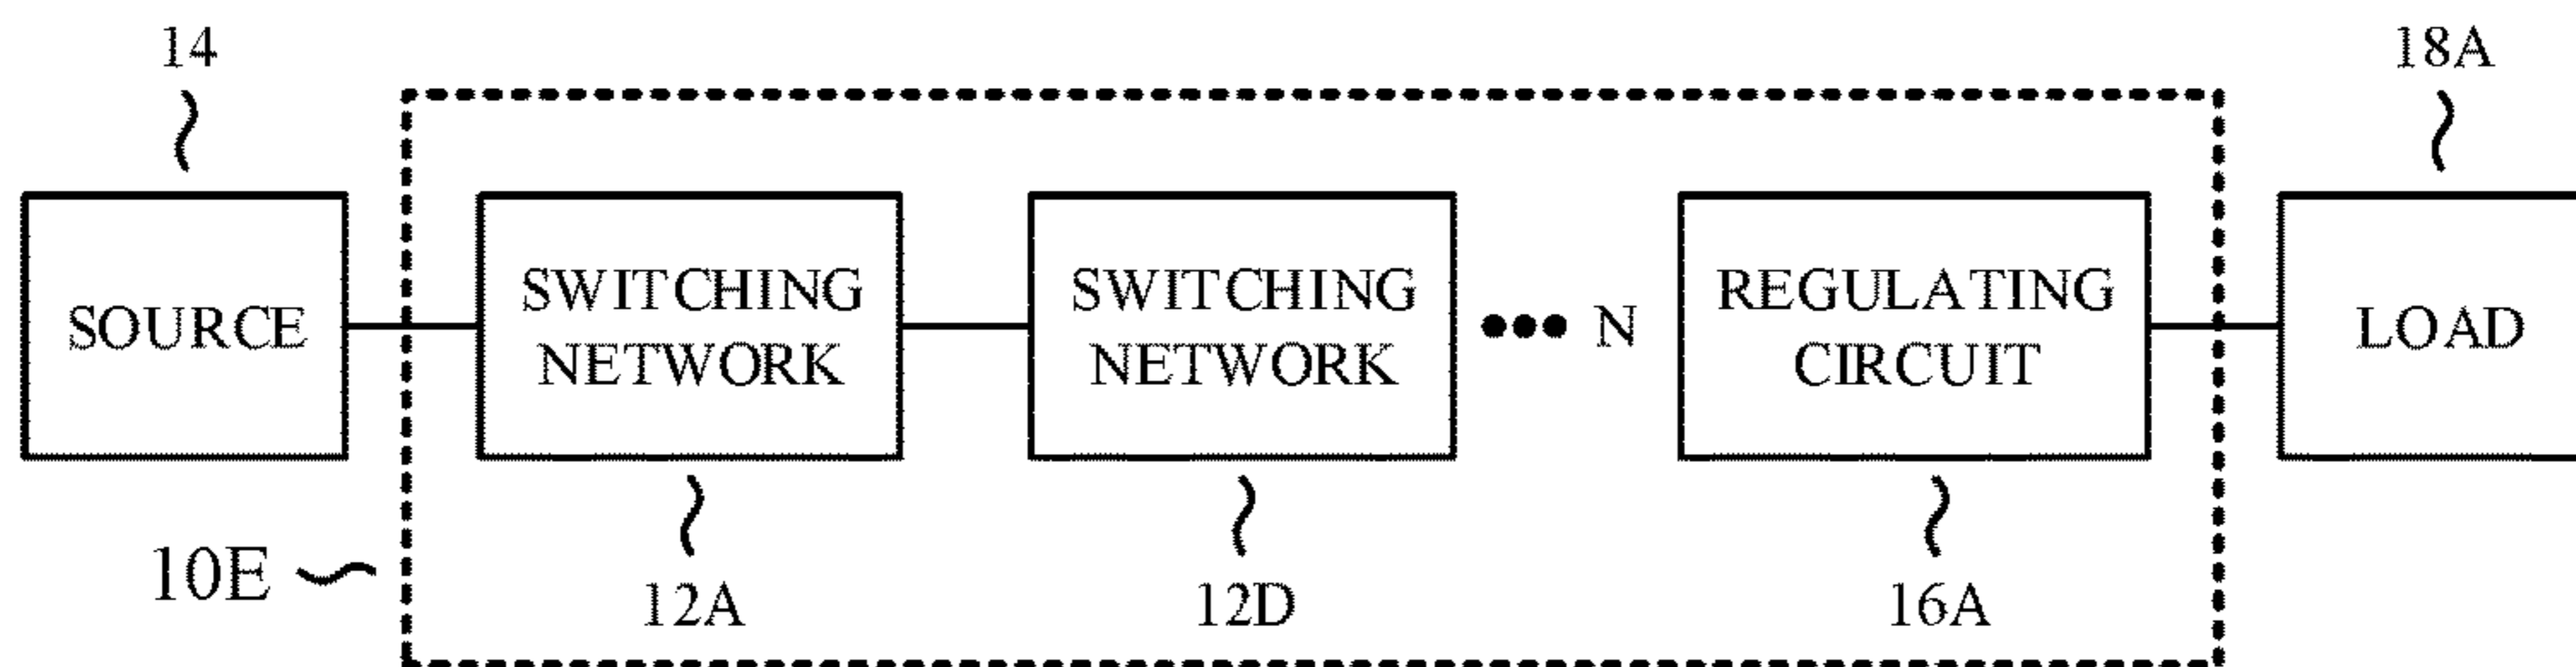 14
18A
SOURCE
SWITCHING
NETWORK
SWITCHING
NETWORK
••• N
REGULATING
CIRCUIT
LOAD
10E
12A
12D
16A